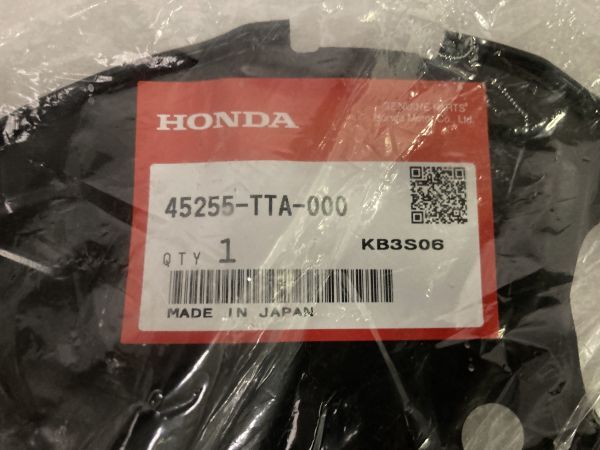 HONDA
GENUINE PARTS
Honda Motor Co., Ltd.
45255-TTA-000
KB3S06
QTY 1
MADE IN JAPAN